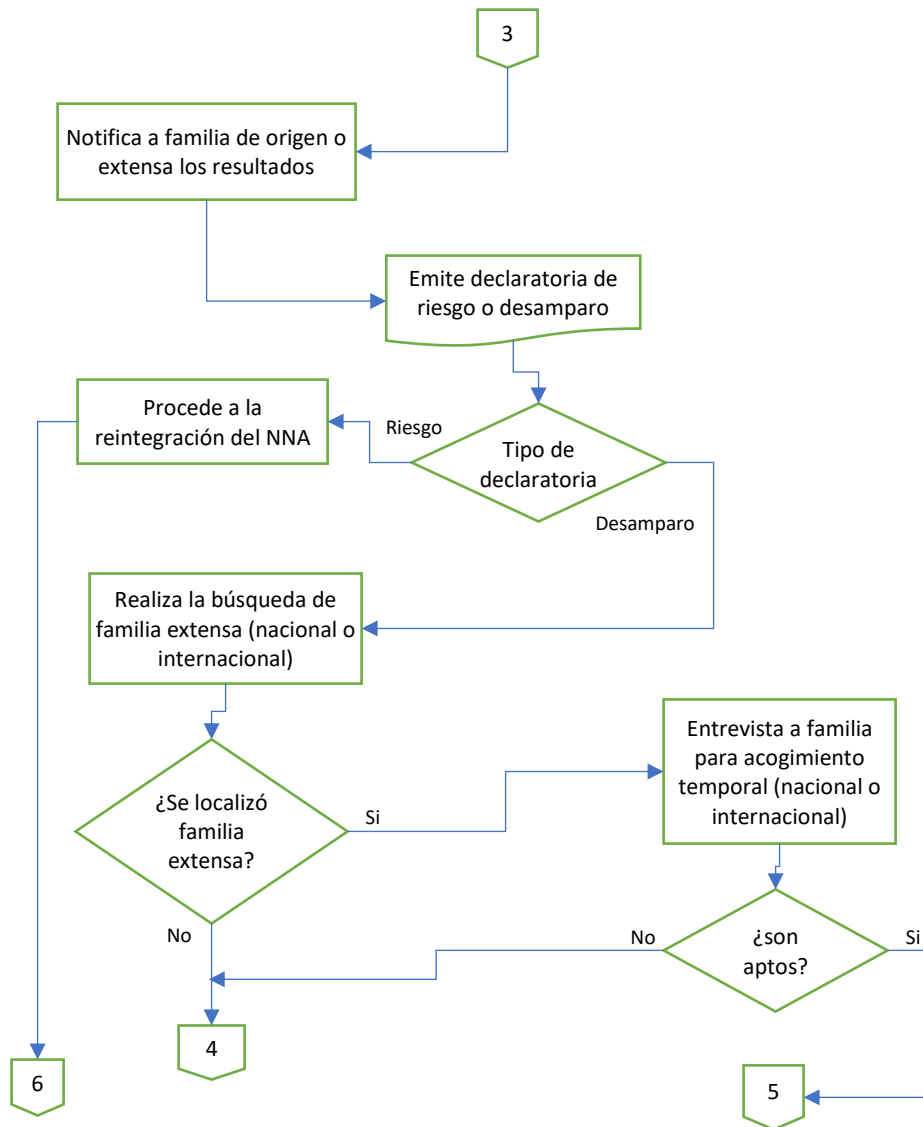 3
Notifica a familia de origen o
extensa los resultados
Emite declaratoria de
riesgo o desamparo
Procede a la
reintegración del NNA
Riesgo
Tipo de
declaratoria
Desamparo
Realiza la búsqueda de
familia extensa (nacional o
internacional)
Entrevista a familia
para acogimiento
temporal (nacional o
internacional)
¿Se localizó
familia
extensa?
Si
No
No
¿son
aptos?
Si
4
6
5